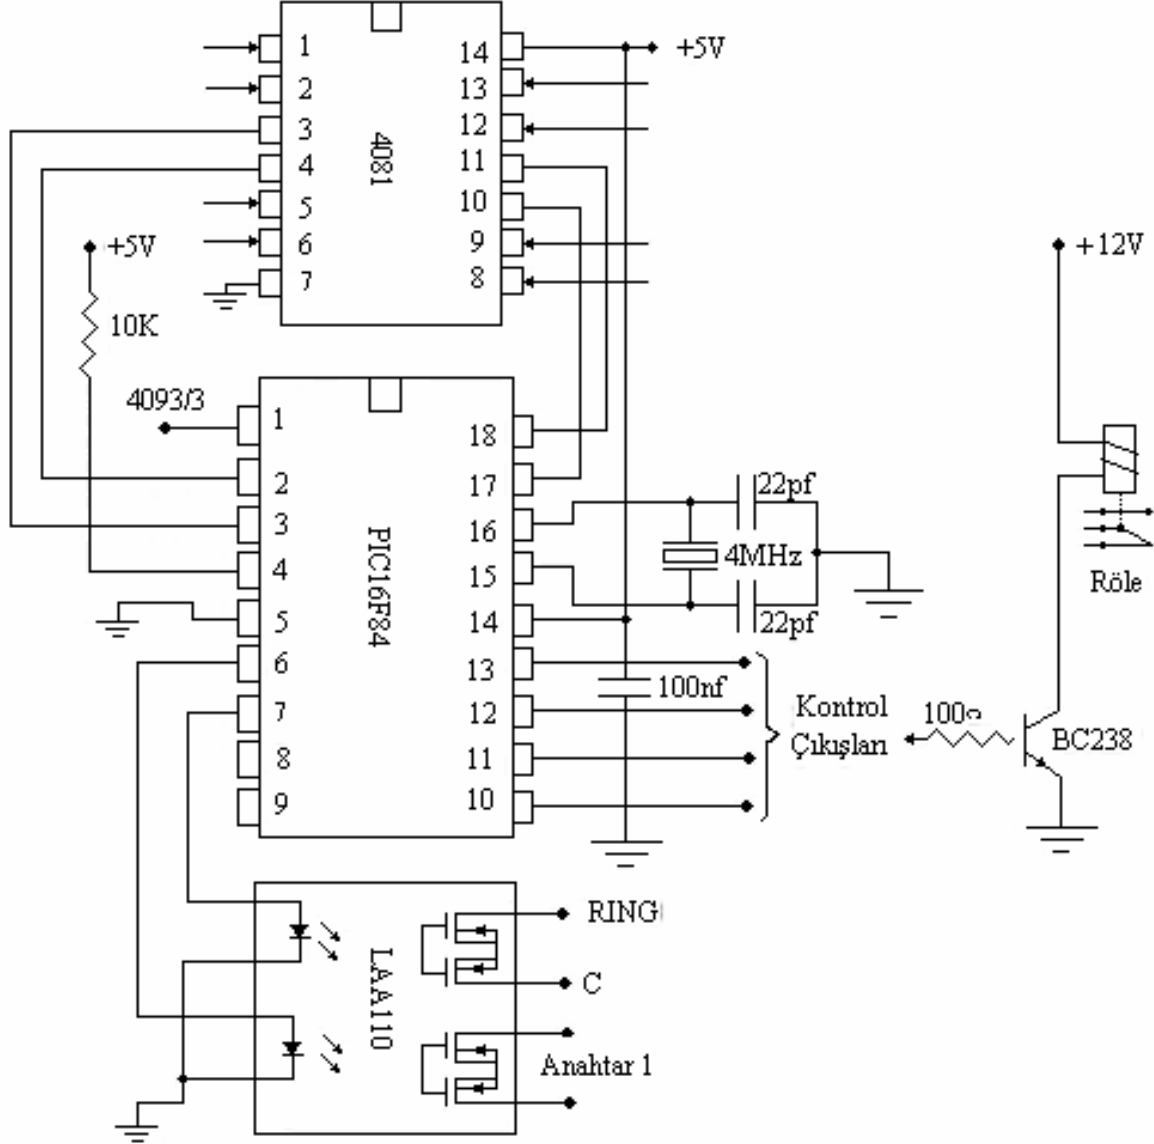 1
2
3
4
5
6
7
4081
14
13
12
11
10
9
8
+5V
+5V
10K
+12V
4093/3
1
2
3
4
5
6
7
8
9
PIC16F84
18
17
16
15
14
13
12
11
10
22pf
4MHz
22pf
100nf
Röle
Kontrol
Çıkışları
100
BC238
LAA110
RING
C
Anahtar 1